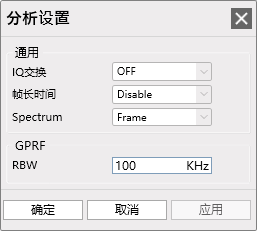 分析设置
通用
IQ交换 OFF
帧长时间 Disable
Spectrum Frame
GPRF
RBW 100 KHz
确定 取消 应用